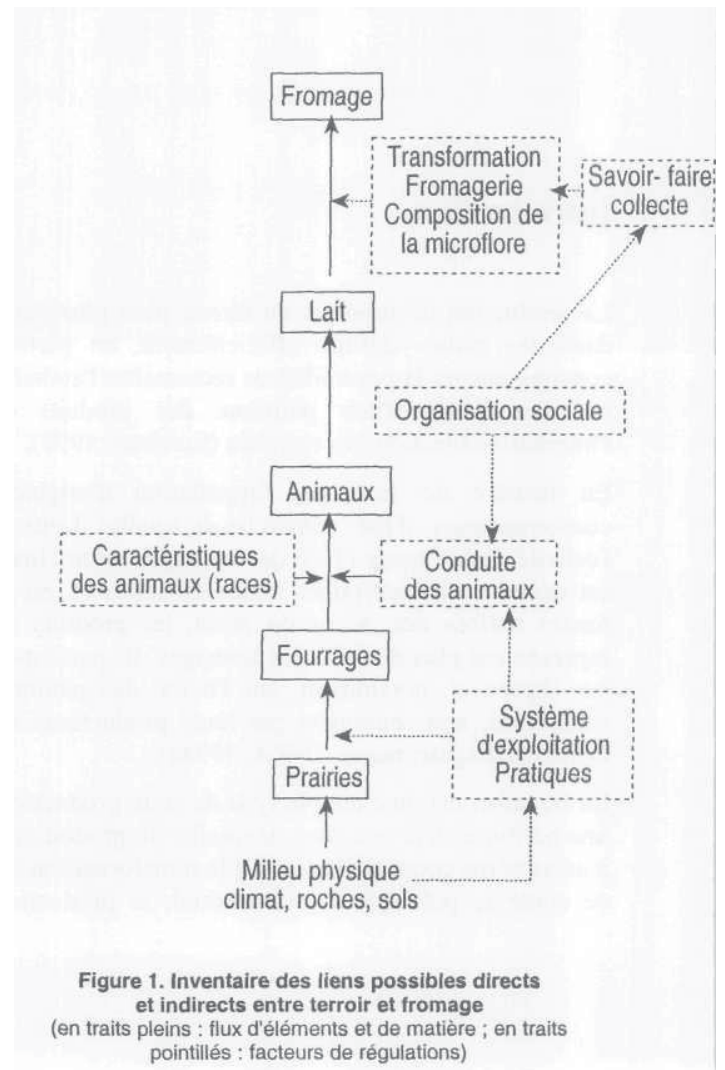 Fromage
Transformation
Fromagerie
Composition de
la microflore
Savoir- faire
collecte
Lait
Organisation sociale
Animaux
Caractéristiques
des animaux (races)
Conduite
des animaux
Fourrages
Système
d'exploitation
Pratiques
Prairies
Milieu physique
climat, roches, sols
Figure 1. Inventaire des liens possibles directs
et indirects entre terroir et fromage
(en traits pleins : flux d'éléments et de matière ; en traits
pointillés : facteurs de régulations)